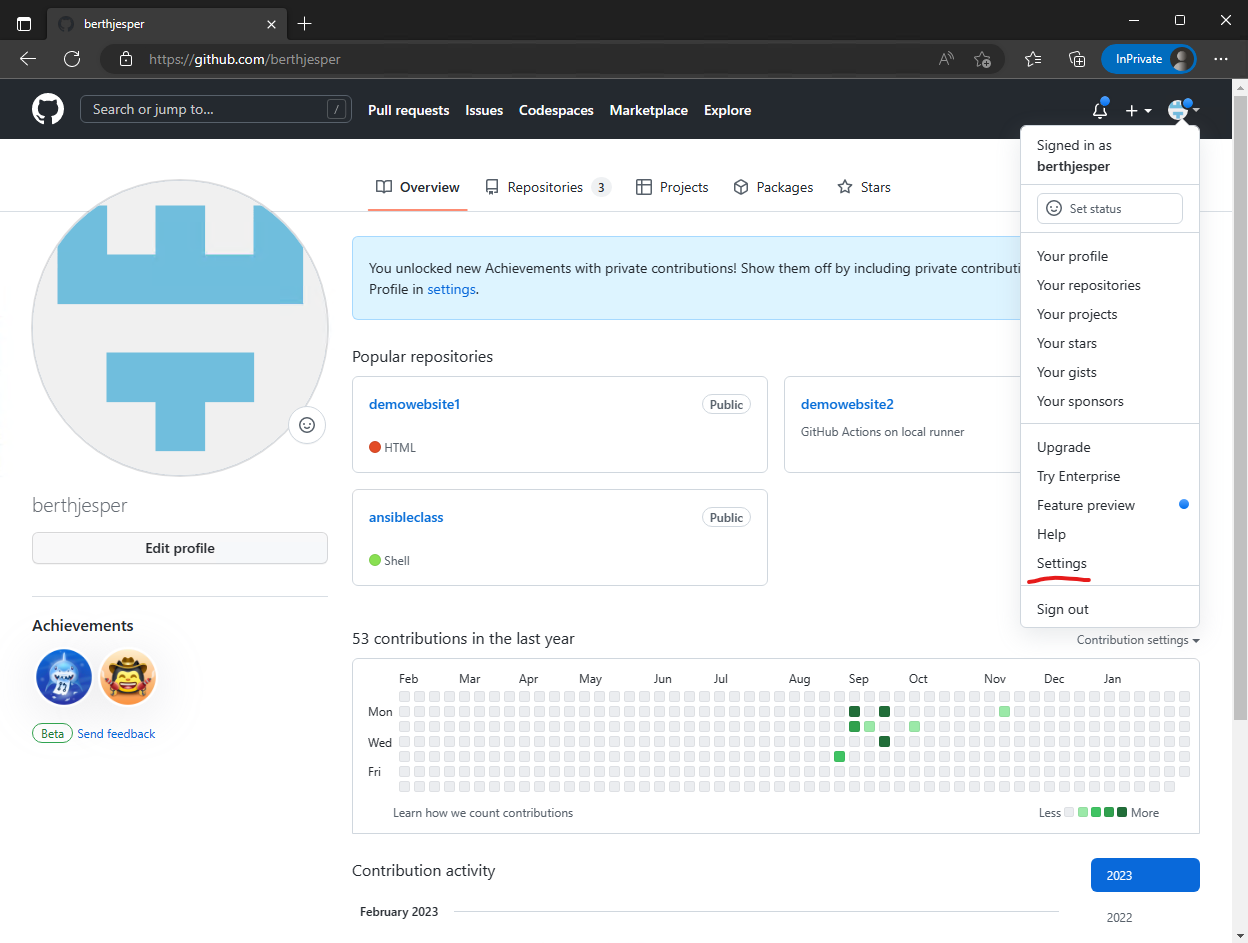 berthjesper
https://github.com/berthjesper
InPrivate
Search or jump to...
/
Pull requests
Issues
Codespaces
Marketplace
Explore
Signed in as
berthjesper
Set status
Your profile
Your repositories
Your projects
Your stars
Your gists
Your sponsors
Upgrade
Try Enterprise
Feature preview
Help
Settings
Sign out
Overview
Repositories 3
Projects
Packages
Stars
berthjesper
Edit profile
Achievements
Beta Send feedback
You unlocked new Achievements with private contributions! Show them off by including private contributi
Profile in settings.
Popular repositories
demowebsite1
Public
HTML
demowebsite2
GitHub Actions on local runner
ansibleclass
Public
Shell
53 contributions in the last year
Contribution settings
Feb Mar Apr May Jun Jul Aug Sep Oct Nov Dec Jan
Mon
Wed
Fri
Learn how we count contributions
Less More
Contribution activity
2023
February 2023
2022